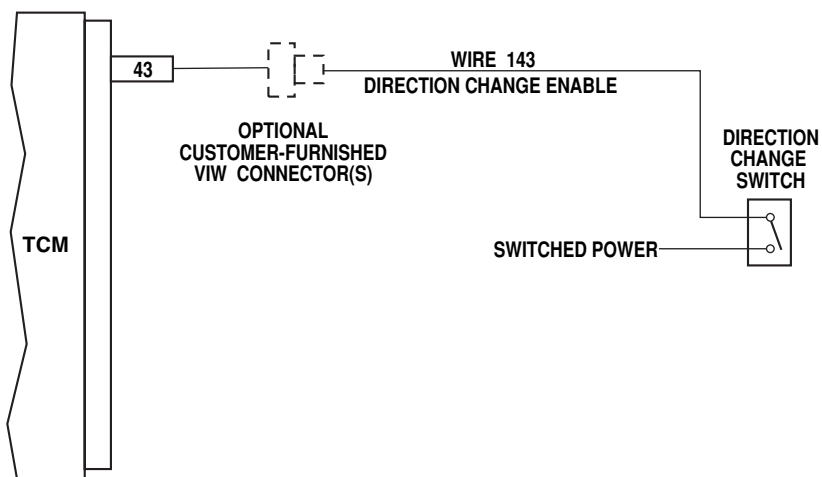 43
WIRE 143
DIRECTION CHANGE ENABLE
OPTIONAL
CUSTOMER-FURNISHED
VIW CONNECTOR(S)
DIRECTION
CHANGE
SWITCH
TCM
SWITCHED POWER